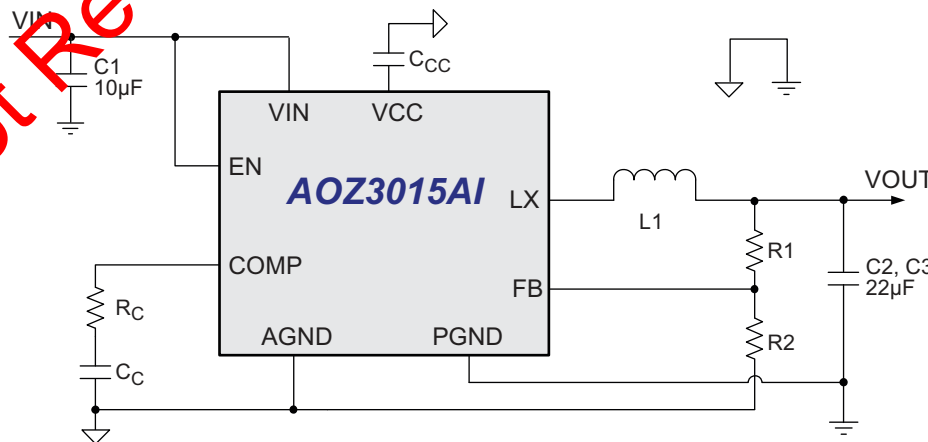 VIN
C1
10µF
CCC
VIN
VCC
EN
AOZ3015AI
LX
VOUT
L1
COMP
R1
C2, C3
22µF
FB
RC
AGND
PGND
R2
CC